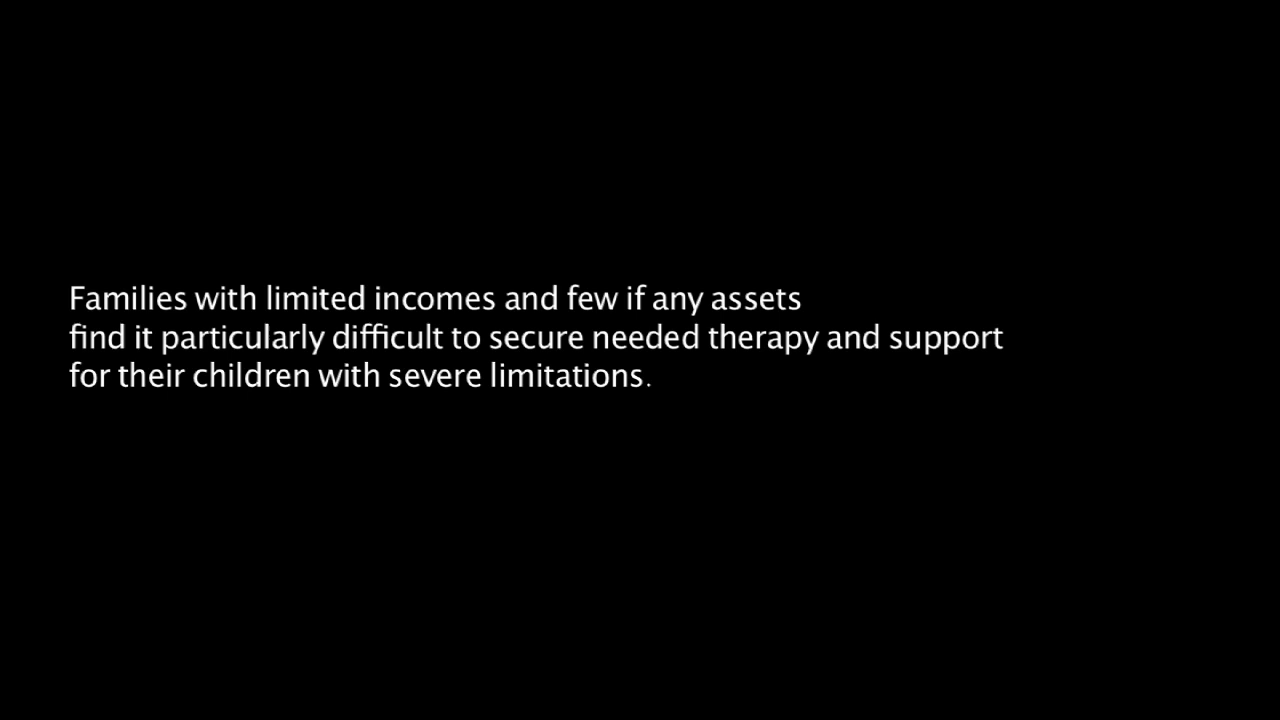 Families with limited incomes and few if any assets
find it particularly difficult to secure needed therapy and support
for their children with severe limitations.